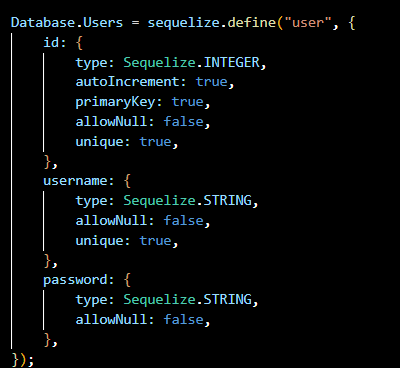 Database.Users = sequelize.define("user", {
    id: {
        type: Sequelize.INTEGER,
        autoIncrement: true,
        primaryKey: true,
        allowNull: false,
        unique: true,
    },
    username: {
        type: Sequelize.STRING,
        allowNull: false,
        unique: true,
    },
    password: {
        type: Sequelize.STRING,
        allowNull: false,
    },
});